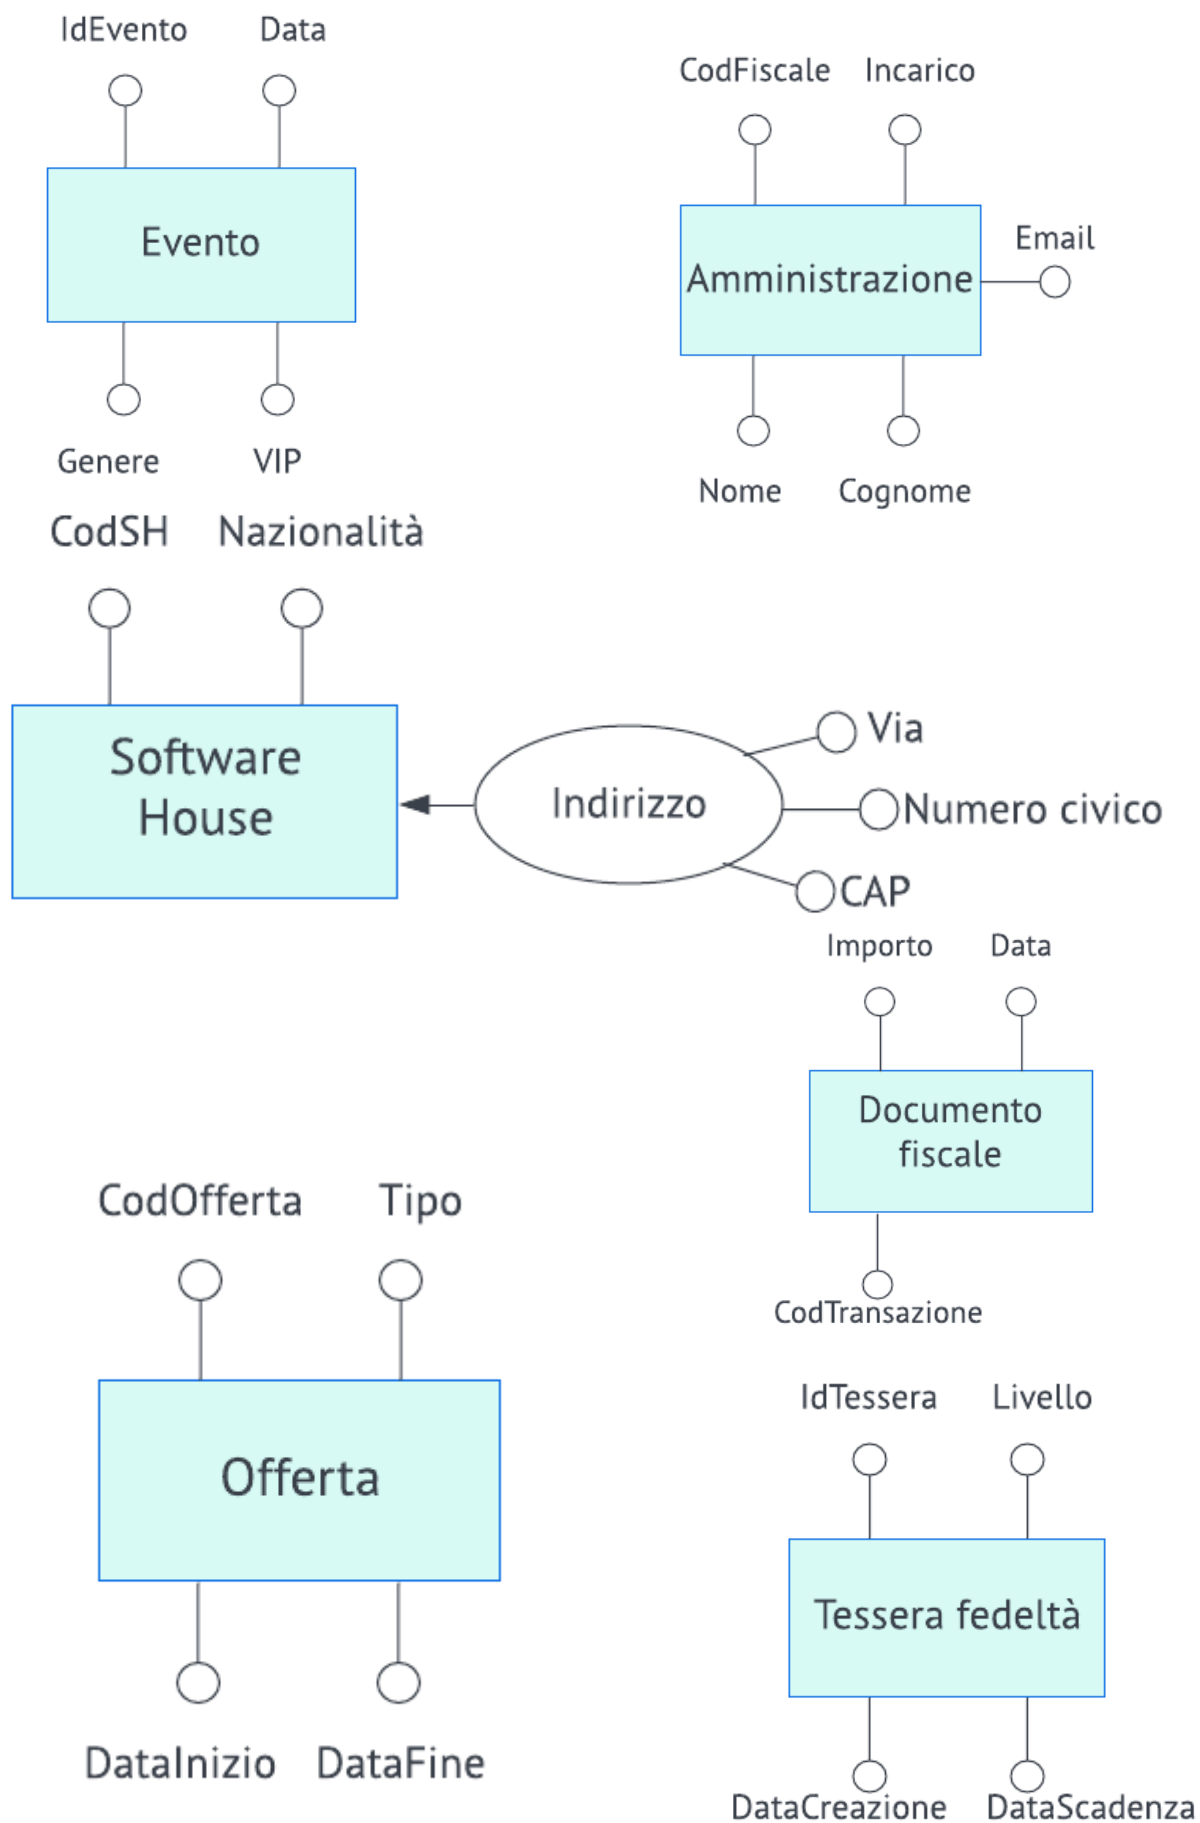 IdEvento Data
Evento
Genere VIP
CodFiscale Incarico
Amministrazione
Email
Nome Cognome
CodSH Nazionalità
Software
House
Indirizzo
Via
Numero civico
CAP
Importo Data
Documento
fiscale
CodTransazione
CodOfferta Tipo
Offerta
DataInizio DataFine
IdTessera Livello
Tessera fedeltà
DataCreazione DataScadenza